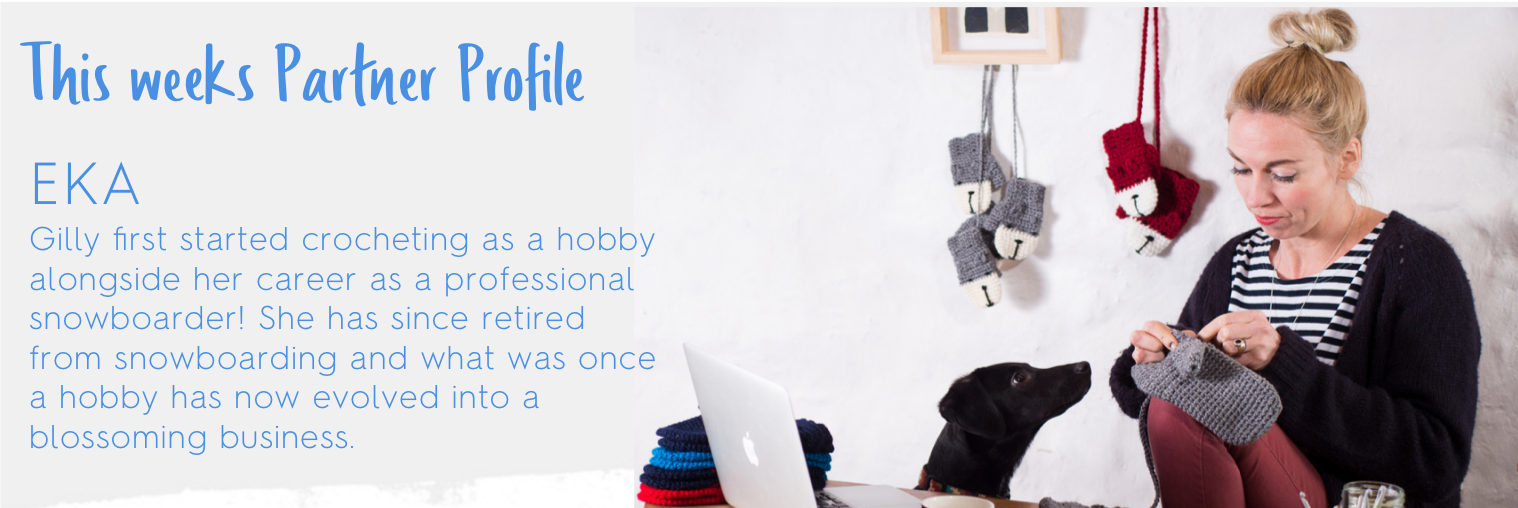 This weeks Partner Profile
EKA
Gilly first started crocheting as a hobby
alongside her career as a professional
snowboarder! She has since retired
from snowboarding and what was once
a hobby has now evolved into a
blossoming business.